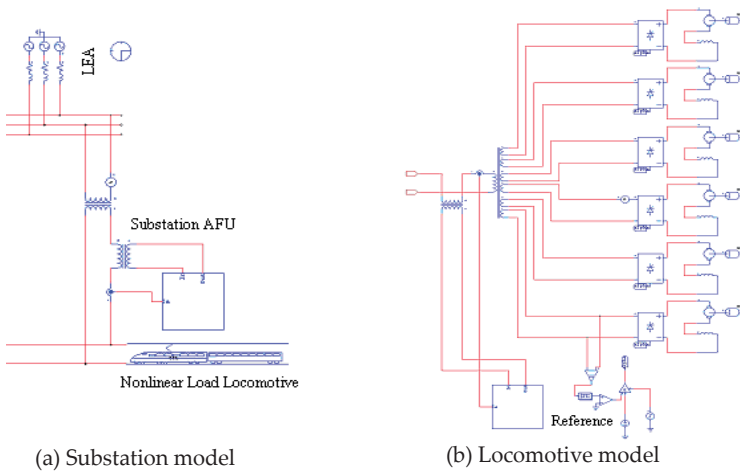 LEA
Substation AFU
Nonlinear Load Locomotive
(a) Substation model
Reference
(b) Locomotive model